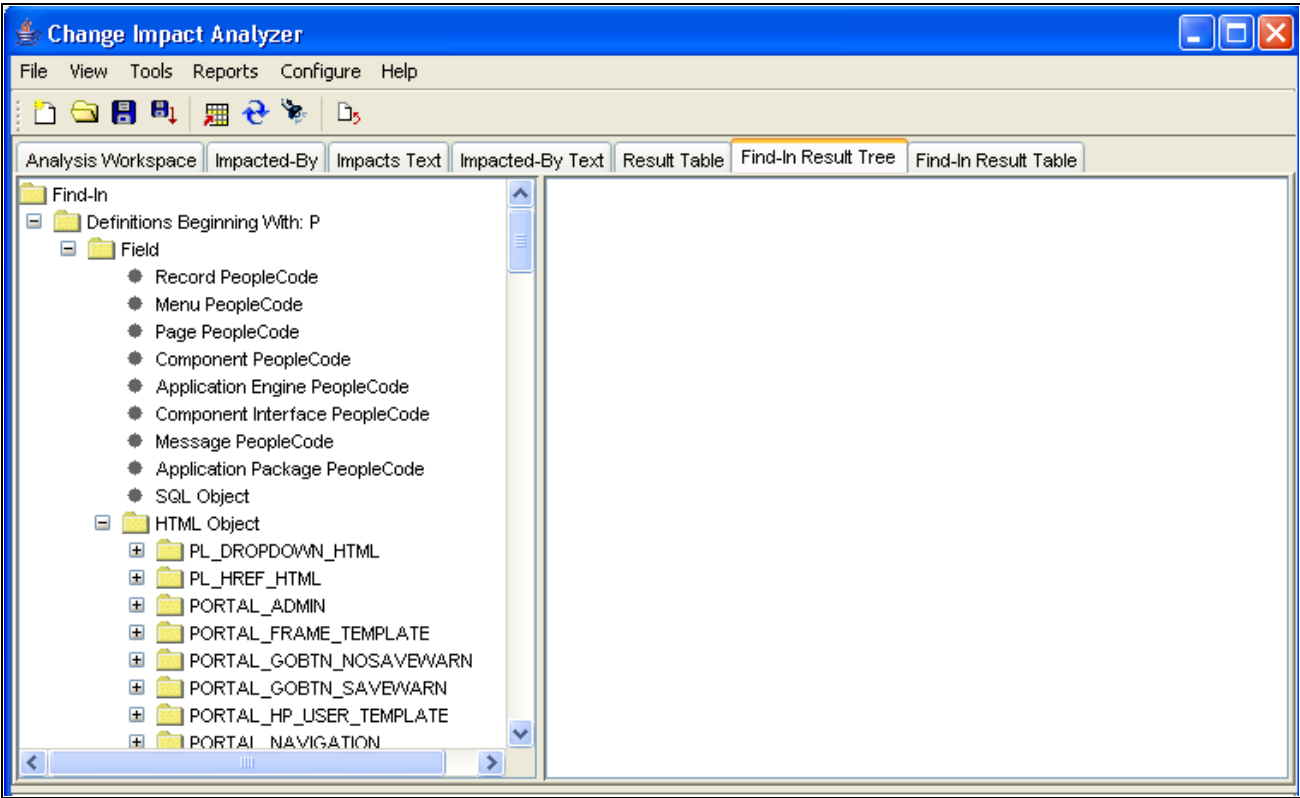 Change Impact Analyzer
File View Tools Reports Configure Help
Analysis Workspace Impacted-By Impacts Text Impacted-By Text Result Table Find-In Result Tree Find-In Result Table
Find-In
Definitions Beginning With: P
Field
Record PeopleCode
Menu PeopleCode
Page PeopleCode
Component PeopleCode
Application Engine PeopleCode
Component Interface PeopleCode
Message PeopleCode
Application Package PeopleCode
SQL Object
HTML Object
PL_DROPDOWN_HTML
PL_HREF_HTML
PORTAL_ADMIN
PORTAL_FRAME_TEMPLATE
PORTAL_GOBTN_NOSAVEWARN
PORTAL_GOBTN_SAVEWARN
PORTAL_HP_USER_TEMPLATE
PORTAL_NAVIGATION